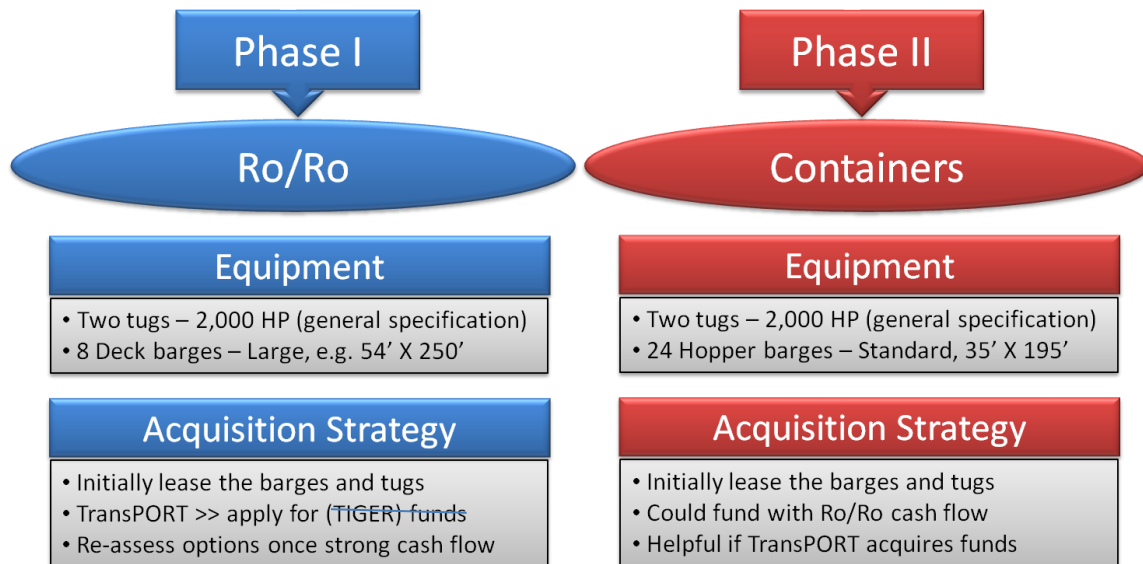 Phase I
Ro/Ro
Equipment
• Two tugs – 2,000 HP (general specification)
• 8 Deck barges – Large, e.g. 54’ X 250’
Acquisition Strategy
• Initially lease the barges and tugs
• TransPORT >> apply for (TIGER) funds
• Re-assess options once strong cash flow
Phase II
Containers
Equipment
• Two tugs – 2,000 HP (general specification)
• 24 Hopper barges – Standard, 35’ X 195’
Acquisition Strategy
• Initially lease the barges and tugs
• Could fund with Ro/Ro cash flow
• Helpful if TransPORT acquires funds